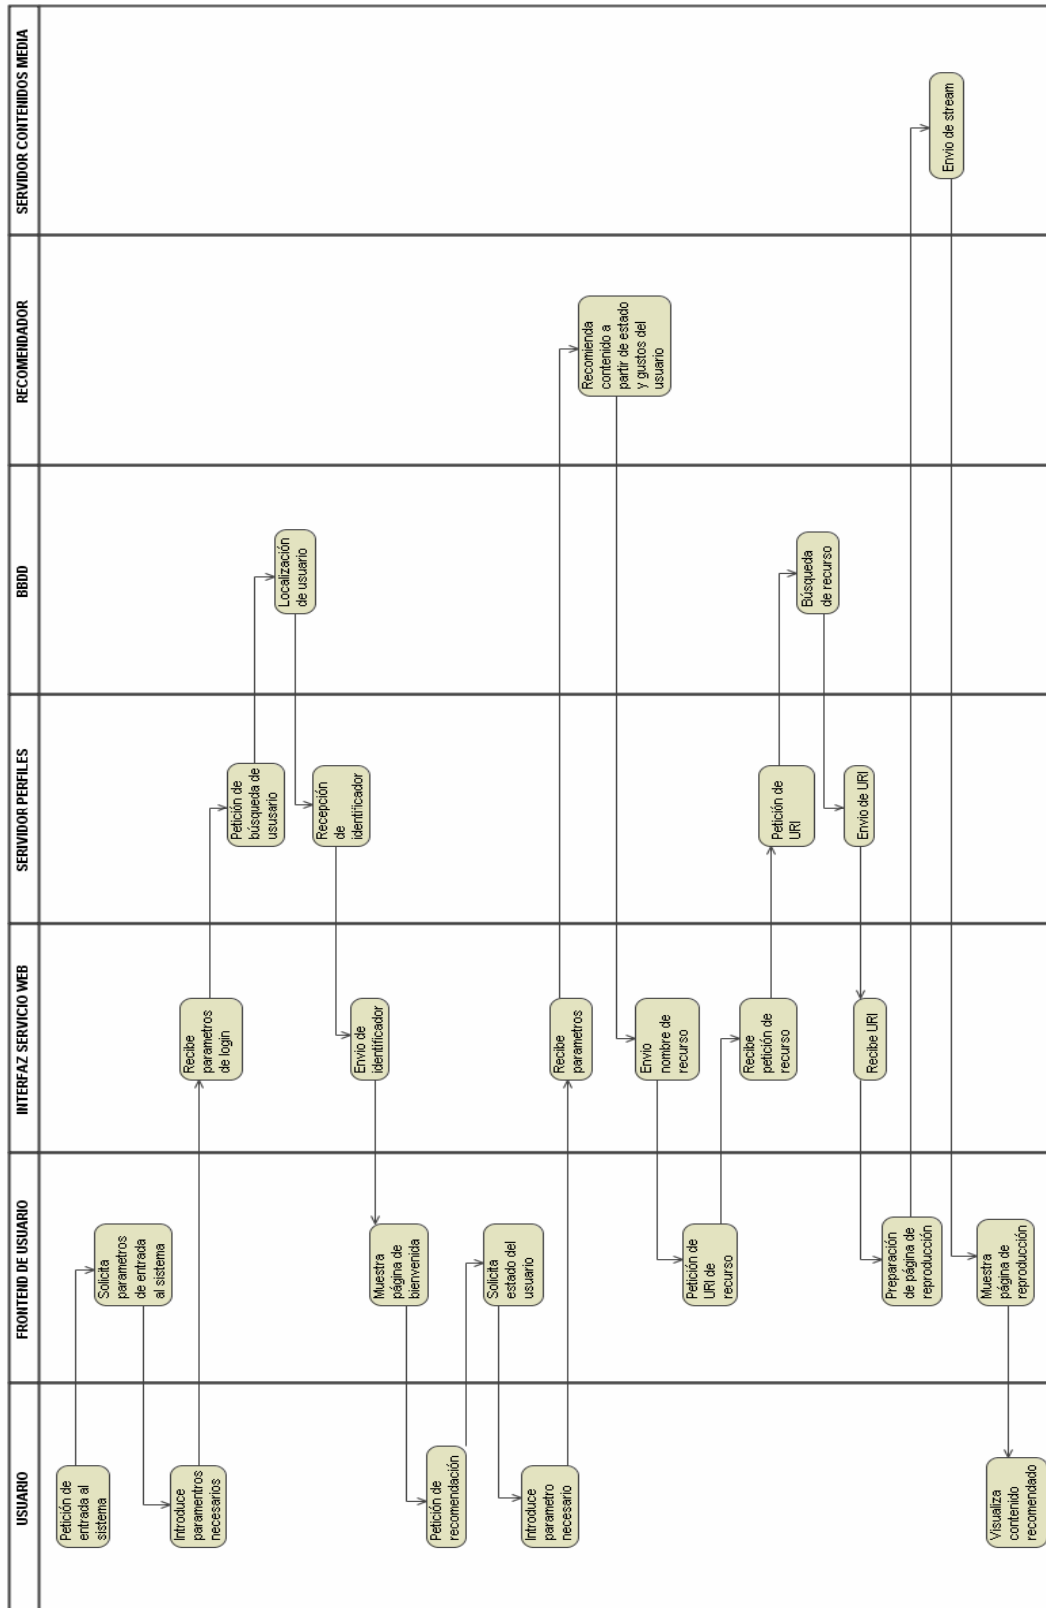 USUARIO
FRONTEND DE USUARIO
INTERFAZ SERVICIO WEB
SERIVIDOR PERFILES
BBDD
RECOMENDADOR
SERVIDOR CONTENIDOS MEDIA
Petición de
entrada al
sistema
Solicita
parametros
de entrada
al sistema
Introduce
paramentros
necesarios
Recibe
parametros
de login
Petición de
búsqueda de
ususario
Localización
de usuario
Recepción
de
identificador
Envio de
identificador
Muestra
página de
bienvenida
Petición de
recomendación
Solicita
estado del
usuario
Introduce
parametro
necesario
Recibe
parametros
Recomienda
contenido a
partir de estado
y gustos del
usuario
Envio
nombre de
recurso
Petición de
URI de
recurso
Recibe
petición de
recurso
Petición de
URI
Búsqueda
de recurso
Envio de URI
Recibe URI
Preparación
de página de
reproducción
Envio de stream
Muestra
página de
reproducción
Visualiza
contenido
recomendado